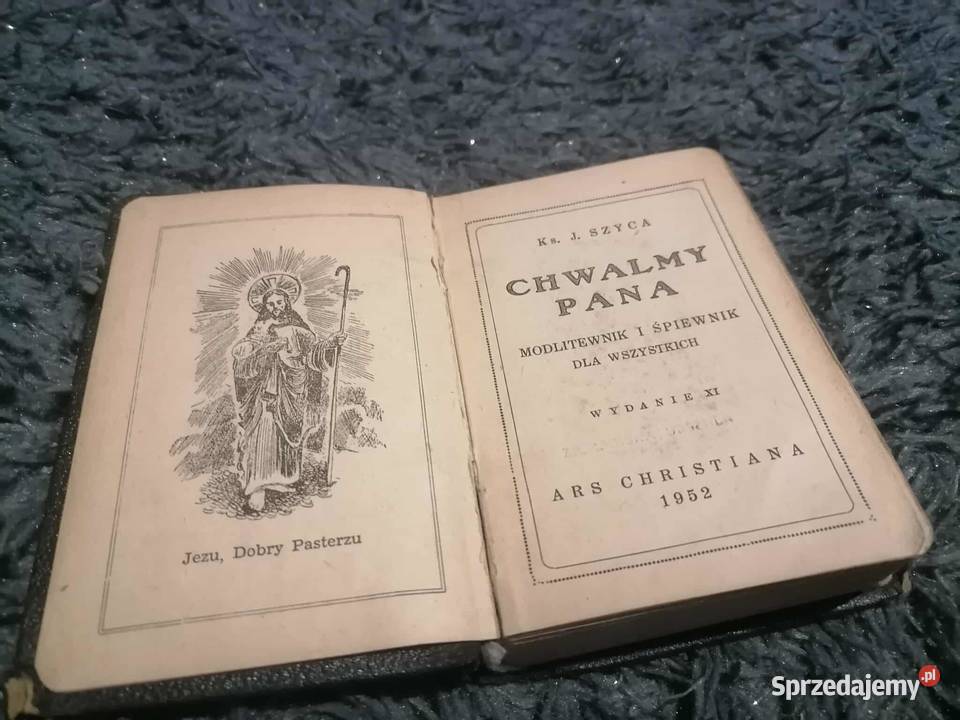 Jezu, Dobry Pasterzu
Ks. J. SZYCA
CHWALMY
PANA
MODLITEWNIK I ŚPIEWNIK
DLA WSZYSTKICH
WYDANIE XI
ARS CHRISTIANA
1952
Sprzedajemy.pl